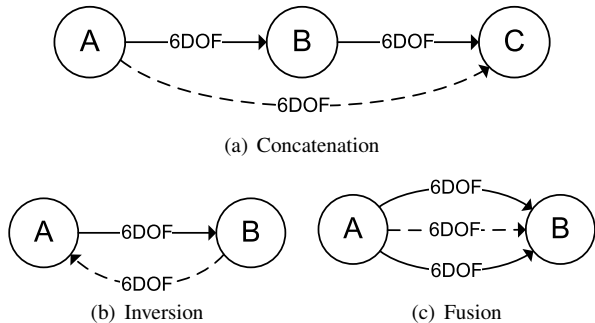 A 6DOF B 6DOF C
6DOF
(a) Concatenation
A 6DOF B
6DOF
(b) Inversion
6DOF
A 6DOF B
6DOF
(c) Fusion